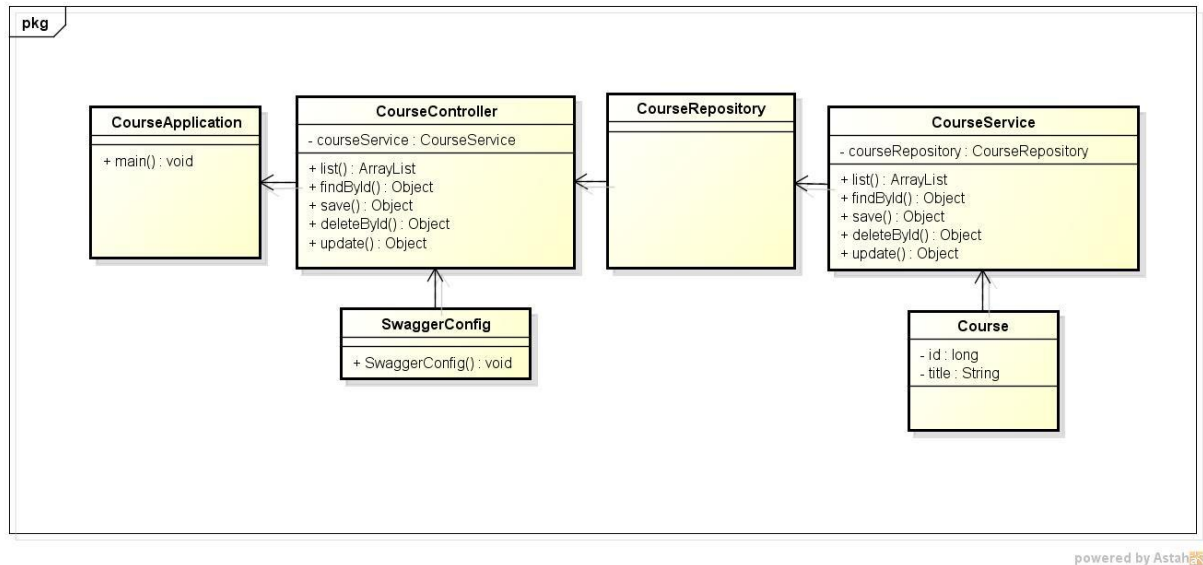 pkg
CourseApplication
+ main() : void
CourseController
- courseService : CourseService
+ list() : ArrayList
+ findById() : Object
+ save() : Object
+ deleteById() : Object
+ update() : Object
CourseRepository
CourseService
- courseRepository : CourseRepository
+ list() : ArrayList
+ findById() : Object
+ save() : Object
+ deleteById() : Object
+ update() : Object
SwaggerConfig
+ SwaggerConfig() : void
Course
- id : long
- title : String
powered by Astah